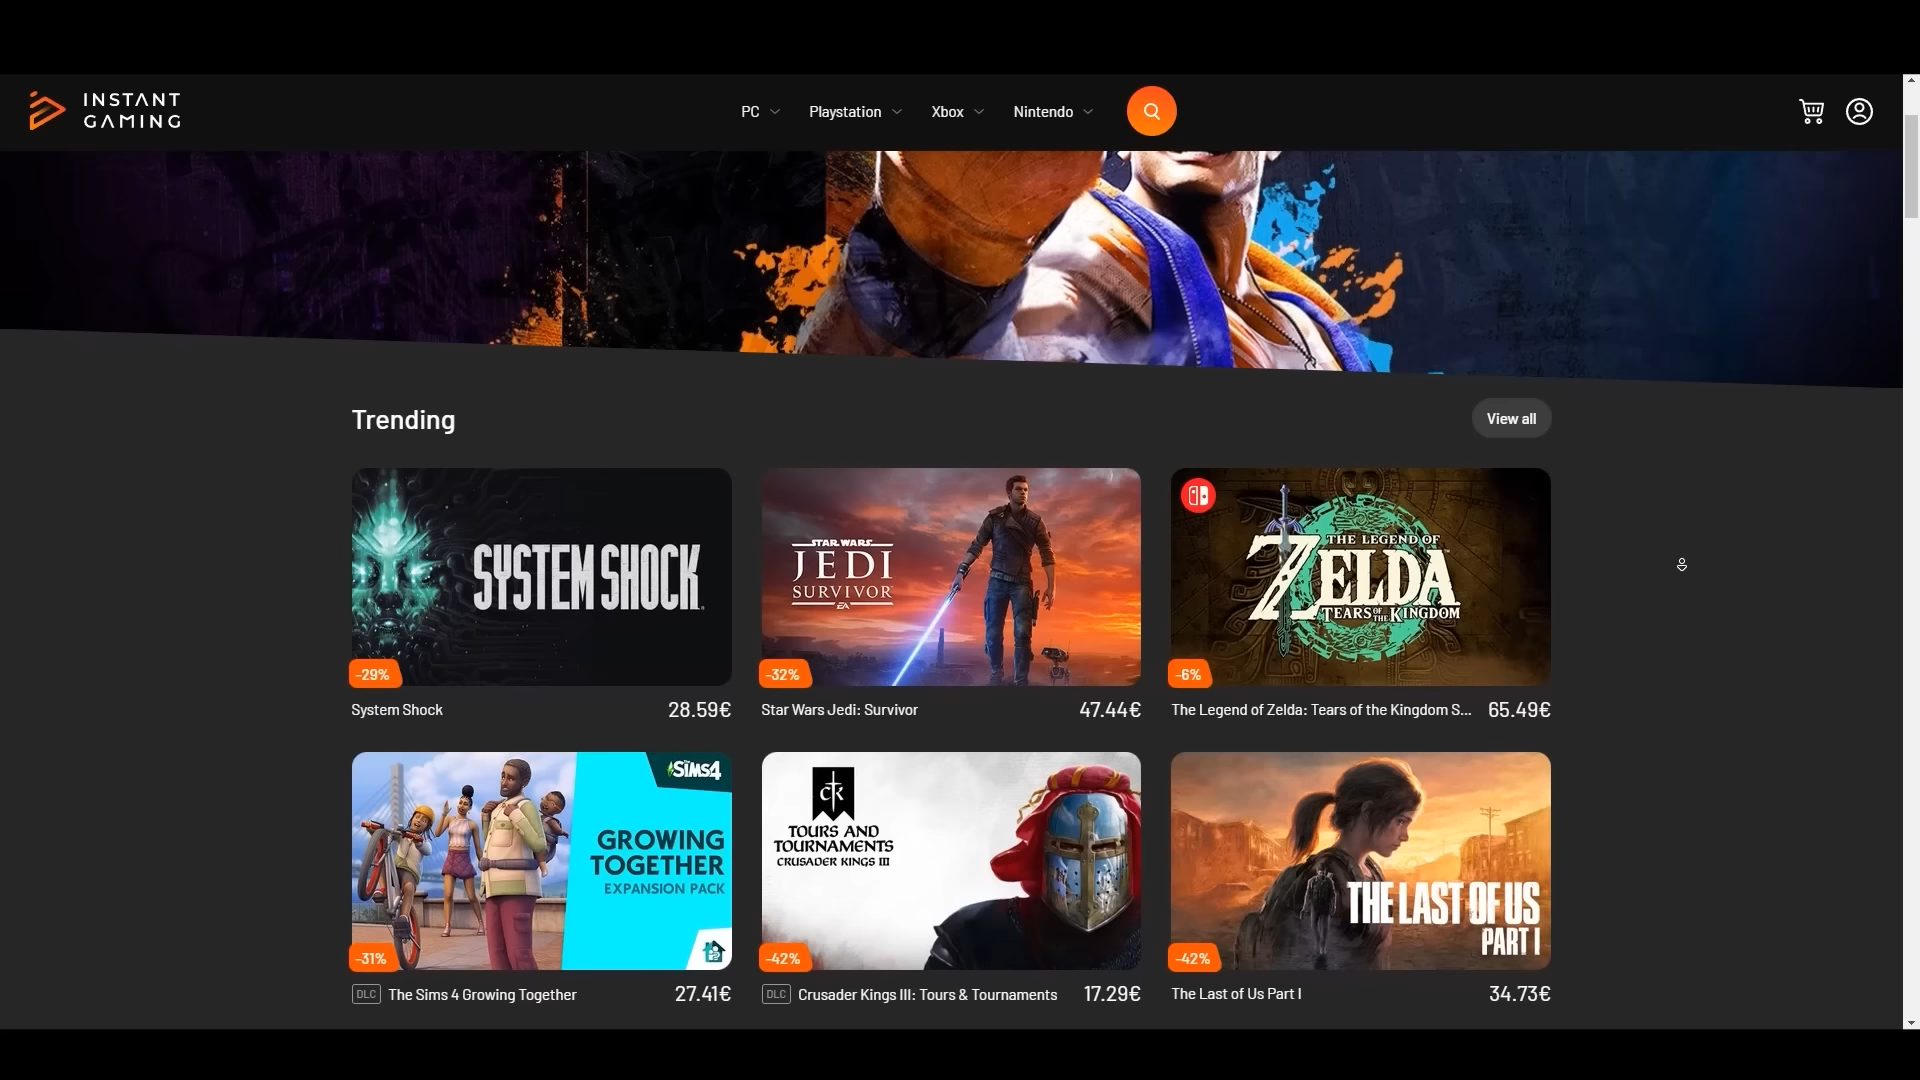 INSTANT
GAMING
PC
Playstation
Xbox
Nintendo
Trending
View all
SYSTEM SHOCK
-29%
System Shock
28.59€
STAR WARS
JEDI
SURVIVOR
EA
-32%
Star Wars Jedi: Survivor
47.44€
THE LEGEND OF
ZELDA
TEARS OF THE KINGDOM
-6%
The Legend of Zelda: Tears of the Kingdom S...
65.49€
THE SIMS 4
GROWING
TOGETHER
EXPANSION PACK
-31%
DLC
The Sims 4 Growing Together
27.41€
ck
TOURS AND
TOURNAMENTS
CRUSADER KINGS III
-42%
DLC
Crusader Kings III: Tours & Tournaments
17.29€
THE LAST OF US
PART I
-42%
The Last of Us Part I
34.73€